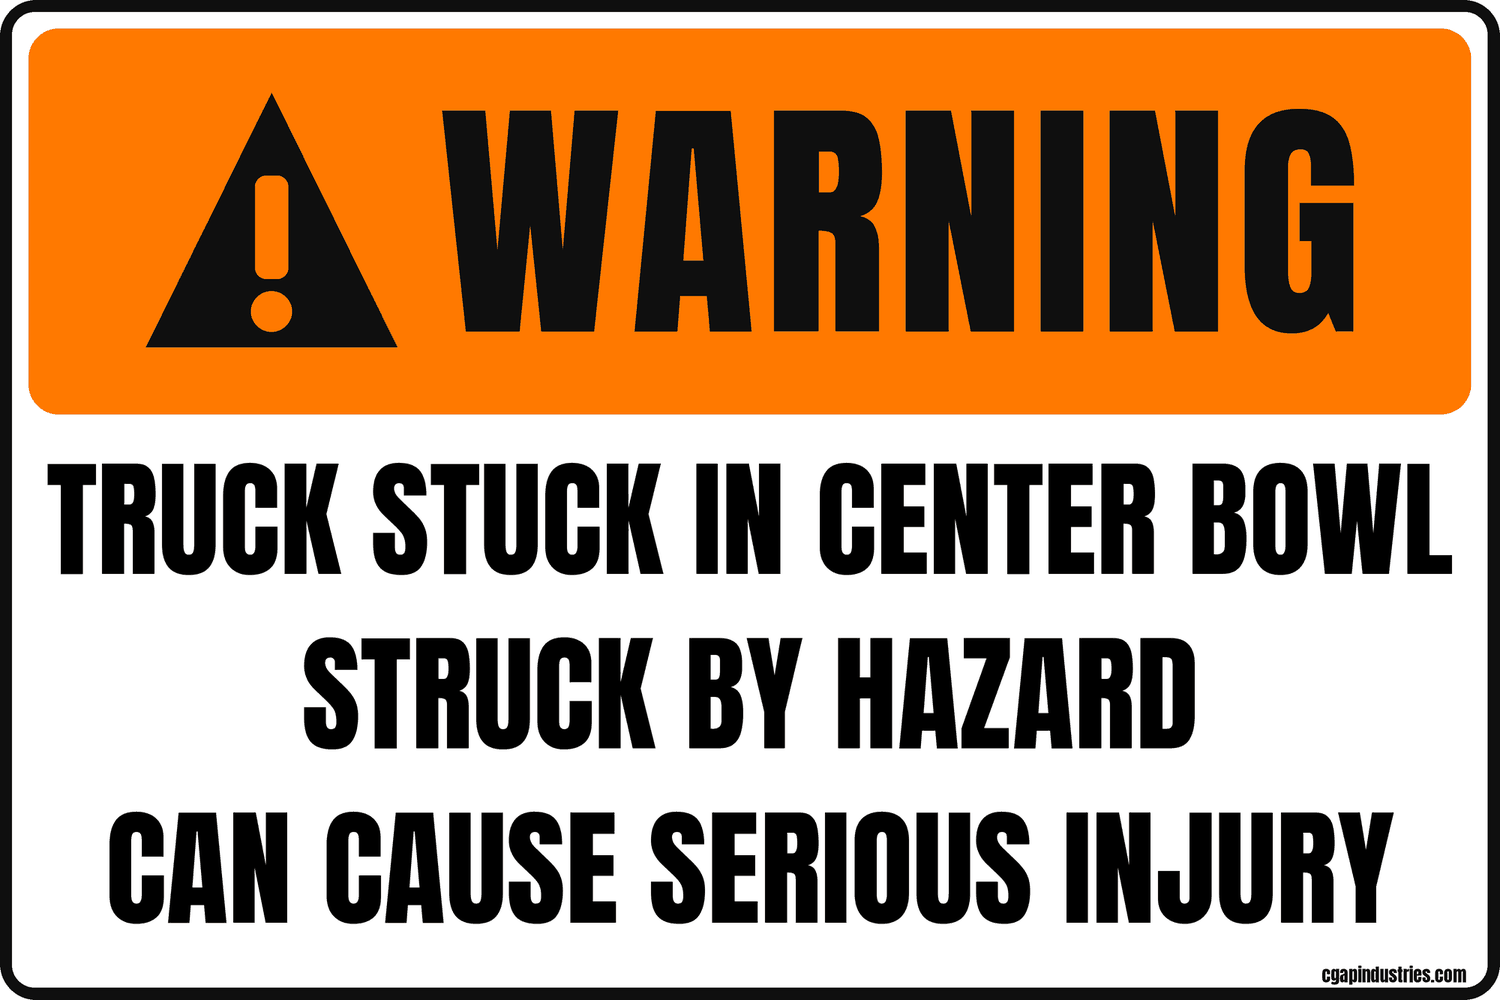 WARNING
TRUCK STUCK IN CENTER BOWL
STRUCK BY HAZARD
CAN CAUSE SERIOUS INJURY
cgapindustries.com